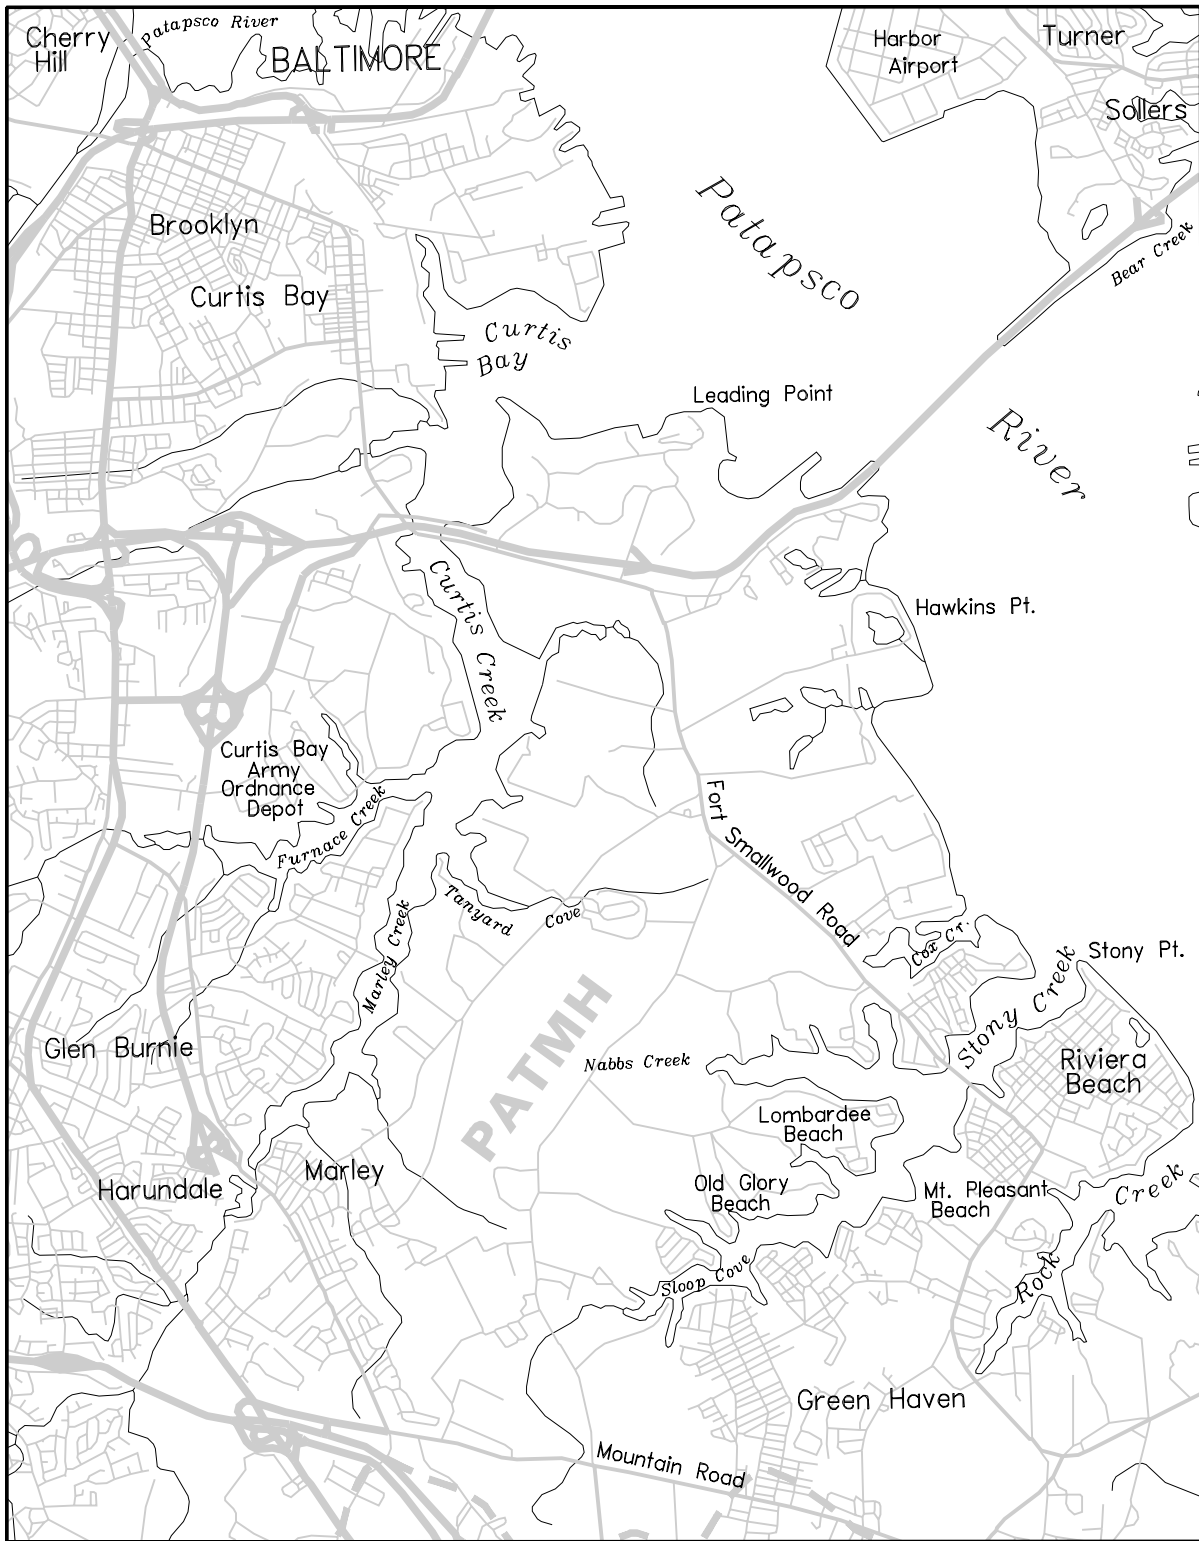 Patapsco River
Cherry
Hill
BALTIMORE
Harbor
Airport
Turner
Sollers
Brooklyn
Patapsco
Bear Creek
Curtis Bay
Curtis
Bay
Leading Point
River
Curtis Creek
Hawkins Pt.
Curtis Bay
Army
Ordnance
Depot
Fort Smallwood Road
Furnace Creek
Tanyard
Cove
Marley Creek
Cox Cr.
Stony Pt.
Stony Creek
PATMH
Glen Burnie
Nabbs Creek
Riviera
Beach
Lombardee
Beach
Marley
Harundale
Old Glory
Beach
Mt. Pleasant
Beach
Creek
Rock
Sloop Cove
Green Haven
Mountain Road